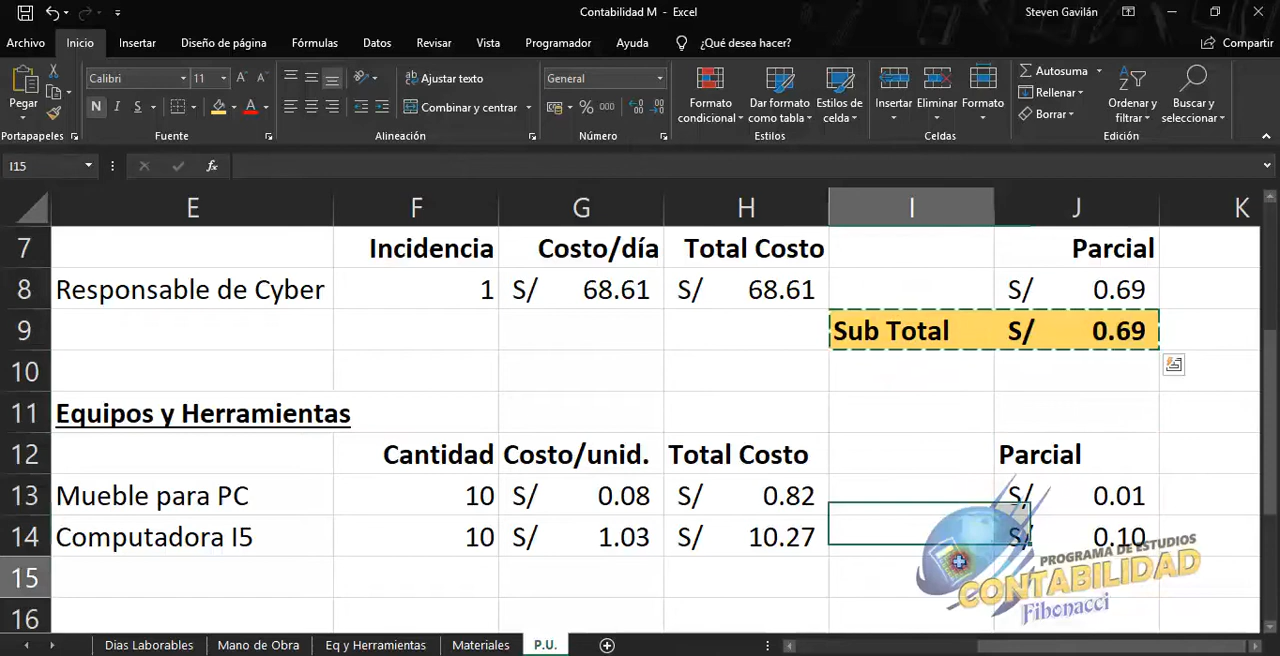 Contabilidad M - Excel
Steven Gavilán
Archivo Inicio Insertar Diseño de página Fórmulas Datos Revisar Vista Programador Ayuda ¿Qué desea hacer? Compartir
Pegar
Calibri 11
Ajustar texto
General
Autosuma
N I S
Combinar y centrar
% 000
Formato condicional
Dar formato como tabla
Estilos de celda
Insertar Eliminar Formato
Rellenar
Borrar
Ordenar y filtrar
Buscar y seleccionar
Portapapeles Fuente Alineación Número Estilos Celdas Edición
I15 fx
E F G H I J K
7 Incidencia Costo/día Total Costo Parcial
8 Responsable de Cyber 1 S/ 68.61 S/ 68.61 S/ 0.69
9 Sub Total S/ 0.69
10
11 Equipos y Herramientas
12 Cantidad Costo/unid. Total Costo Parcial
13 Mueble para PC 10 S/ 0.08 S/ 0.82 S/ 0.01
14 Computadora I5 10 S/ 1.03 S/ 10.27 S/ 0.10
15
16
PROGRAMA DE ESTUDIOS
CONTABILIDAD
Fibonacci
Dias Laborables Mano de Obra Eq y Herramientas Materiales P.U.